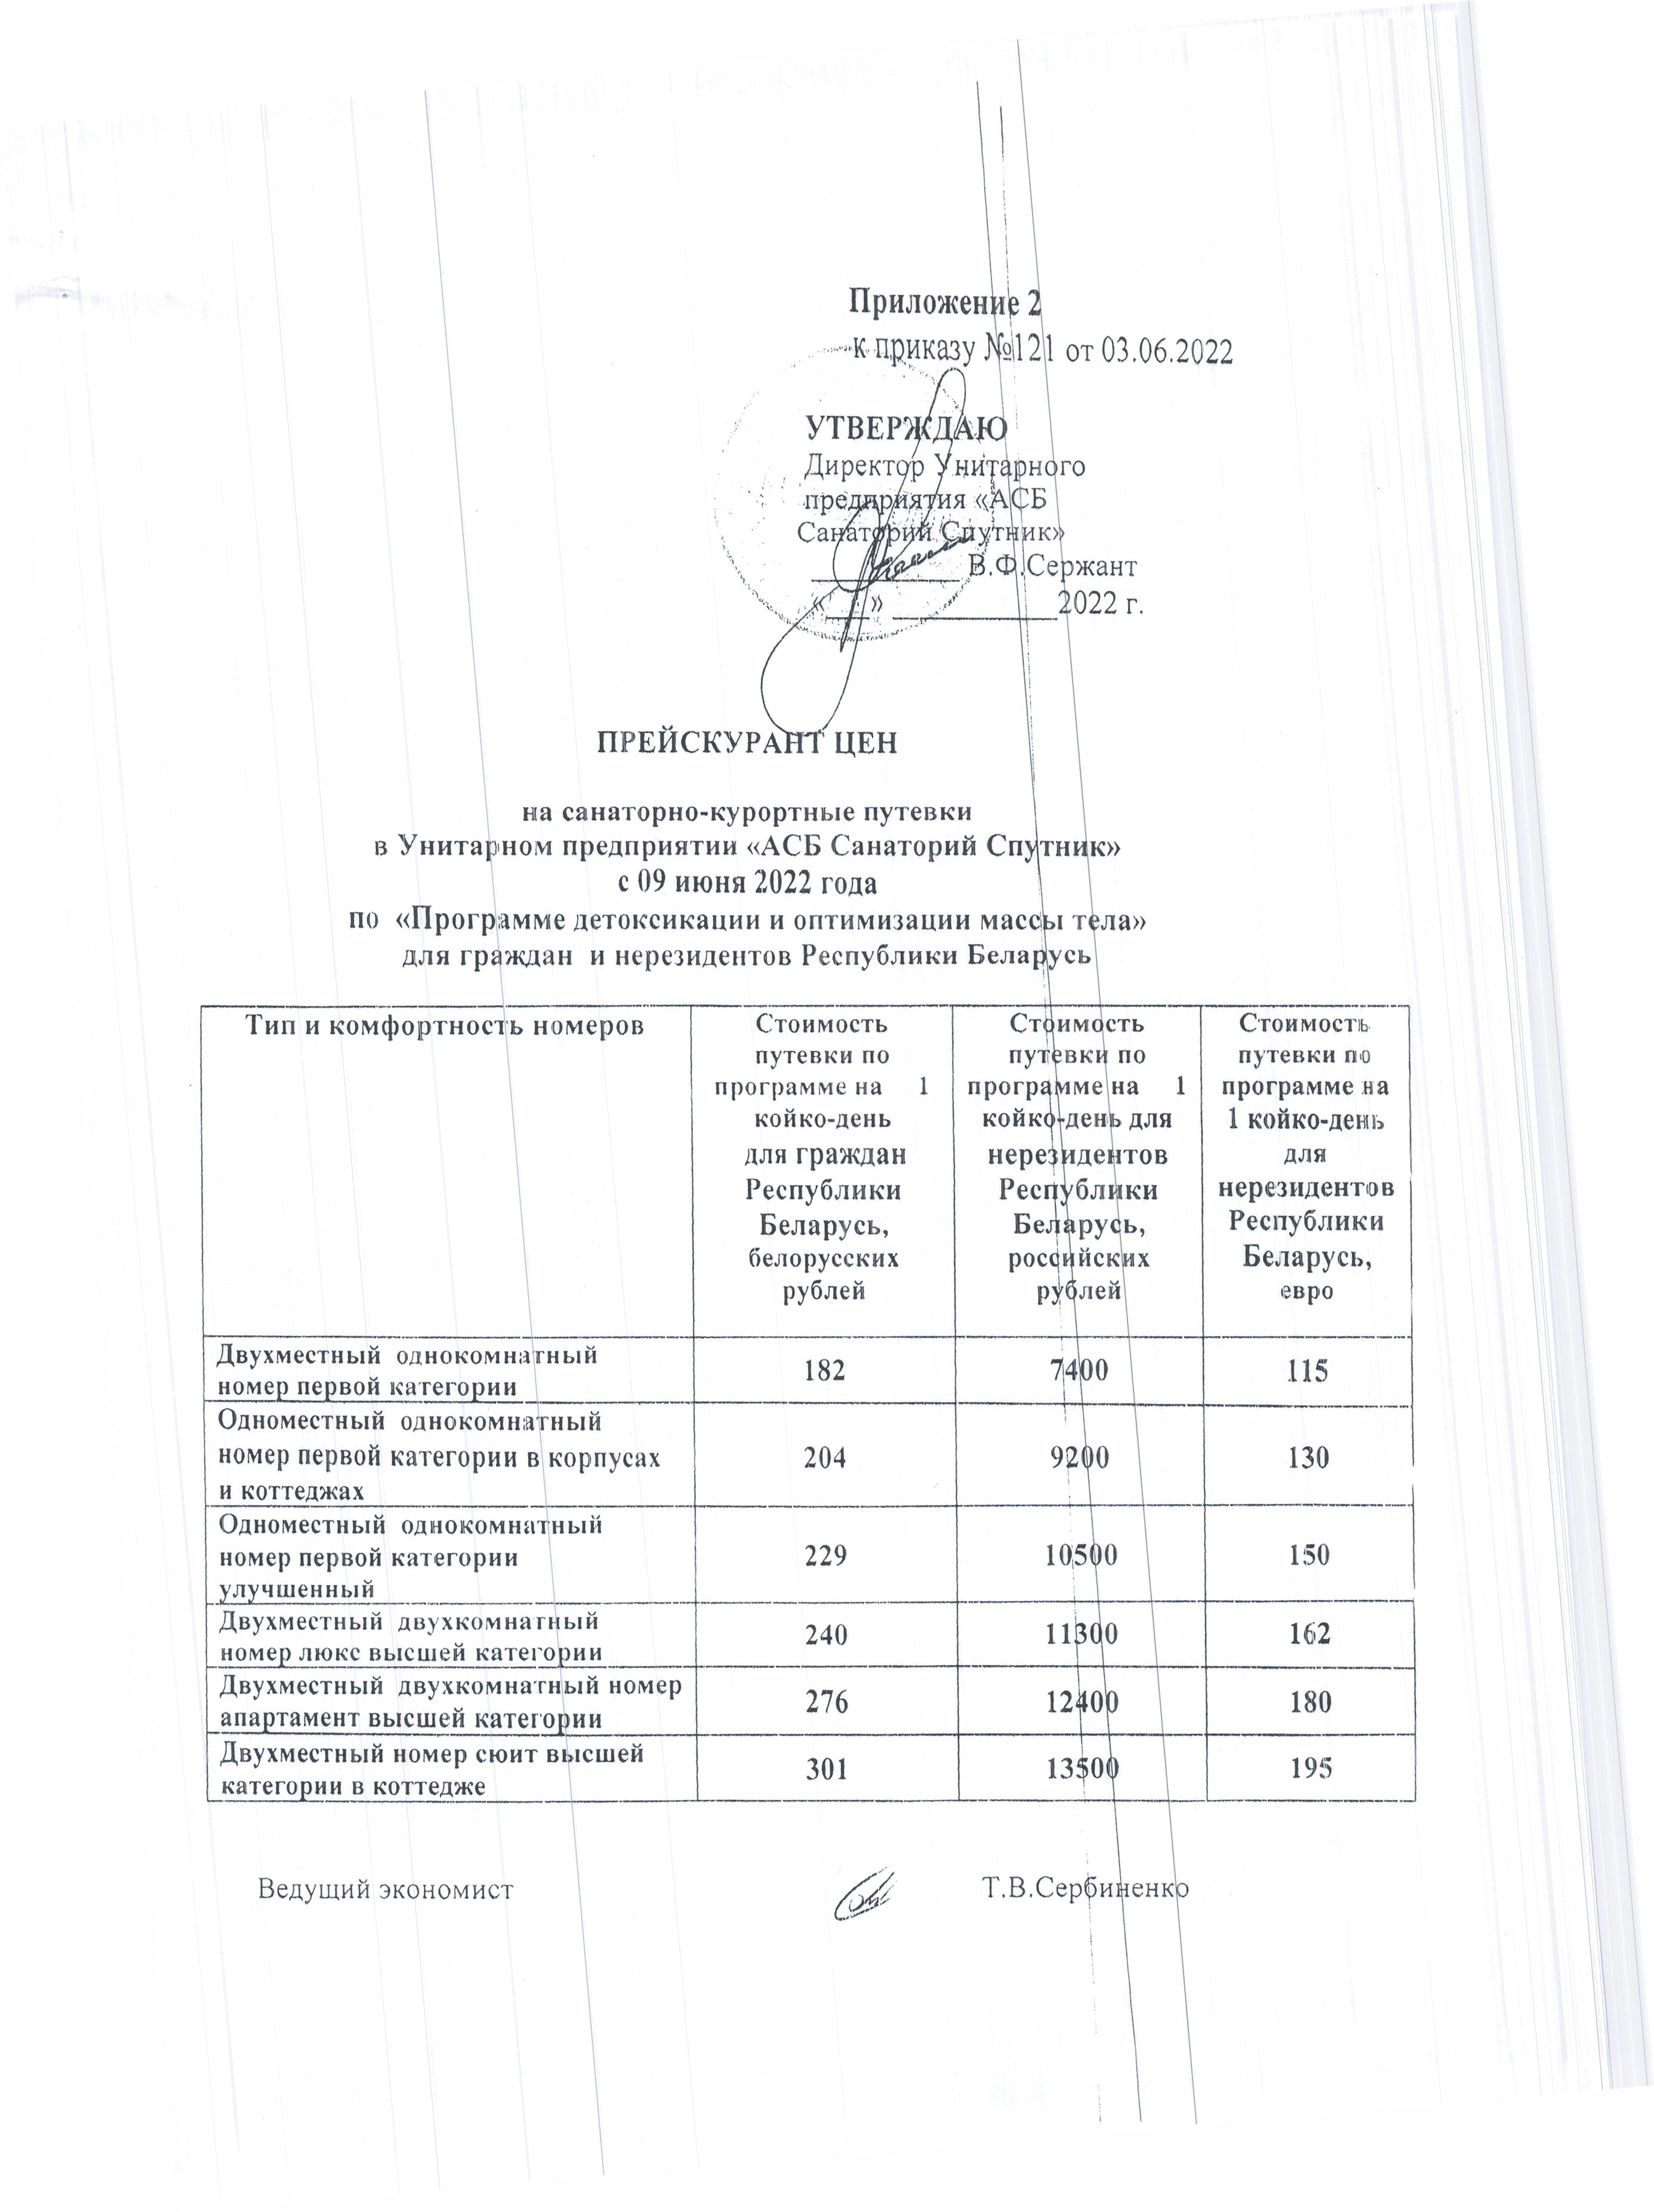 Приложение 2
к приказу №121 от 03.06.2022
УТВЕРЖДАЮ
Директор Унитарного
предприятия «АСБ
Санаторий Спутник»
__________ В.Ф.Сержант
«___» ___________2022 г.
ПРЕЙСКУРАНТ ЦЕН
на санаторно-курортные путевки
в Унитарном предприятии «АСБ Санаторий Спутник»
с 09 июня 2022 года
по «Программе детоксикации и оптимизации массы тела»
для граждан и нерезидентов Республики Беларусь
Тип и комфортность номеров
Стоимость
путевки по
программе на 1
койко-день
для граждан
Республики
Беларусь,
белорусских
рублей
Стоимость
путевки по
программе на 1
койко-день для
нерезидентов
Республики
Беларусь,
российских
рублей
Стоимость
путевки по
программе на
1 койко-день
для
нерезидентов
Республики
Беларусь,
евро
Двухместный однокомнатный
номер первой категории
182
7400
115
Одноместный однокомнатный
номер первой категории в корпусах
и коттеджах
204
9200
130
Одноместный однокомнатный
номер первой категории
улучшенный
229
10500
150
Двухместный двухкомнатный
номер люкс высшей категории
240
11300
162
Двухместный двухкомнатный номер
апартамент высшей категории
276
12400
180
Двухместный номер сюит высшей
категории в коттедже
301
13500
195
Ведущий экономист
Т.В.Сербиненко